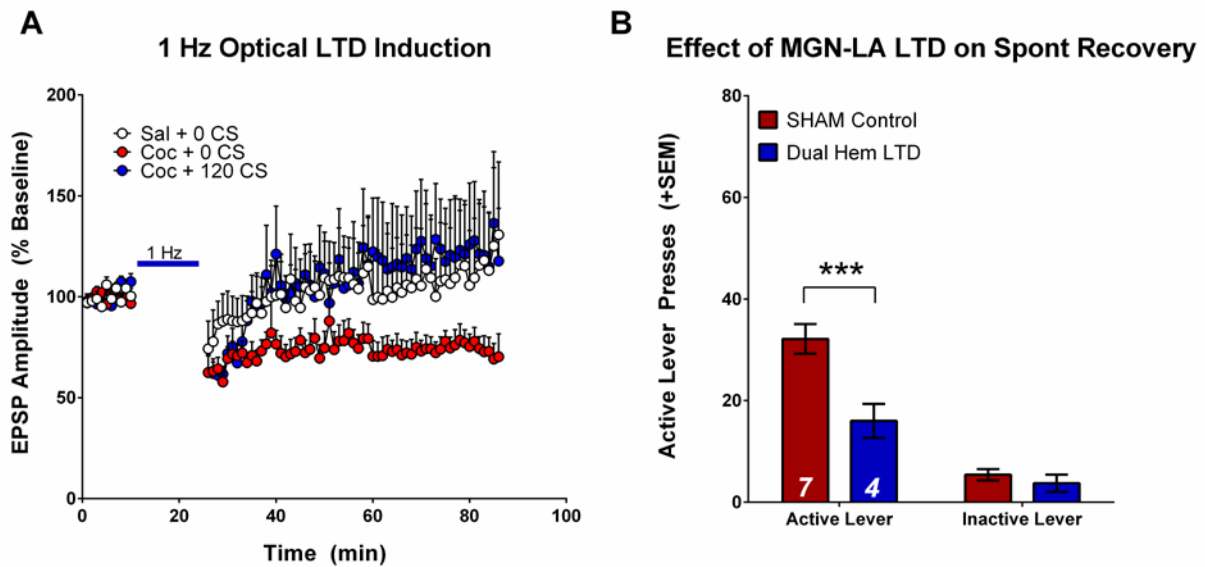 A
1 Hz Optical LTD Induction
EPSP Amplitude (% Baseline)
200
150
100
50
0
Sal + 0 CS
Coc + 0 CS
Coc + 120 CS
1 Hz
0
20
40
60
80
100
Time (min)
B
Effect of MGN-LA LTD on Spont Recovery
Active Lever Presses (+SEM)
80
60
40
20
0
SHAM Control
Dual Hem LTD
***
7
4
Active Lever
Inactive Lever